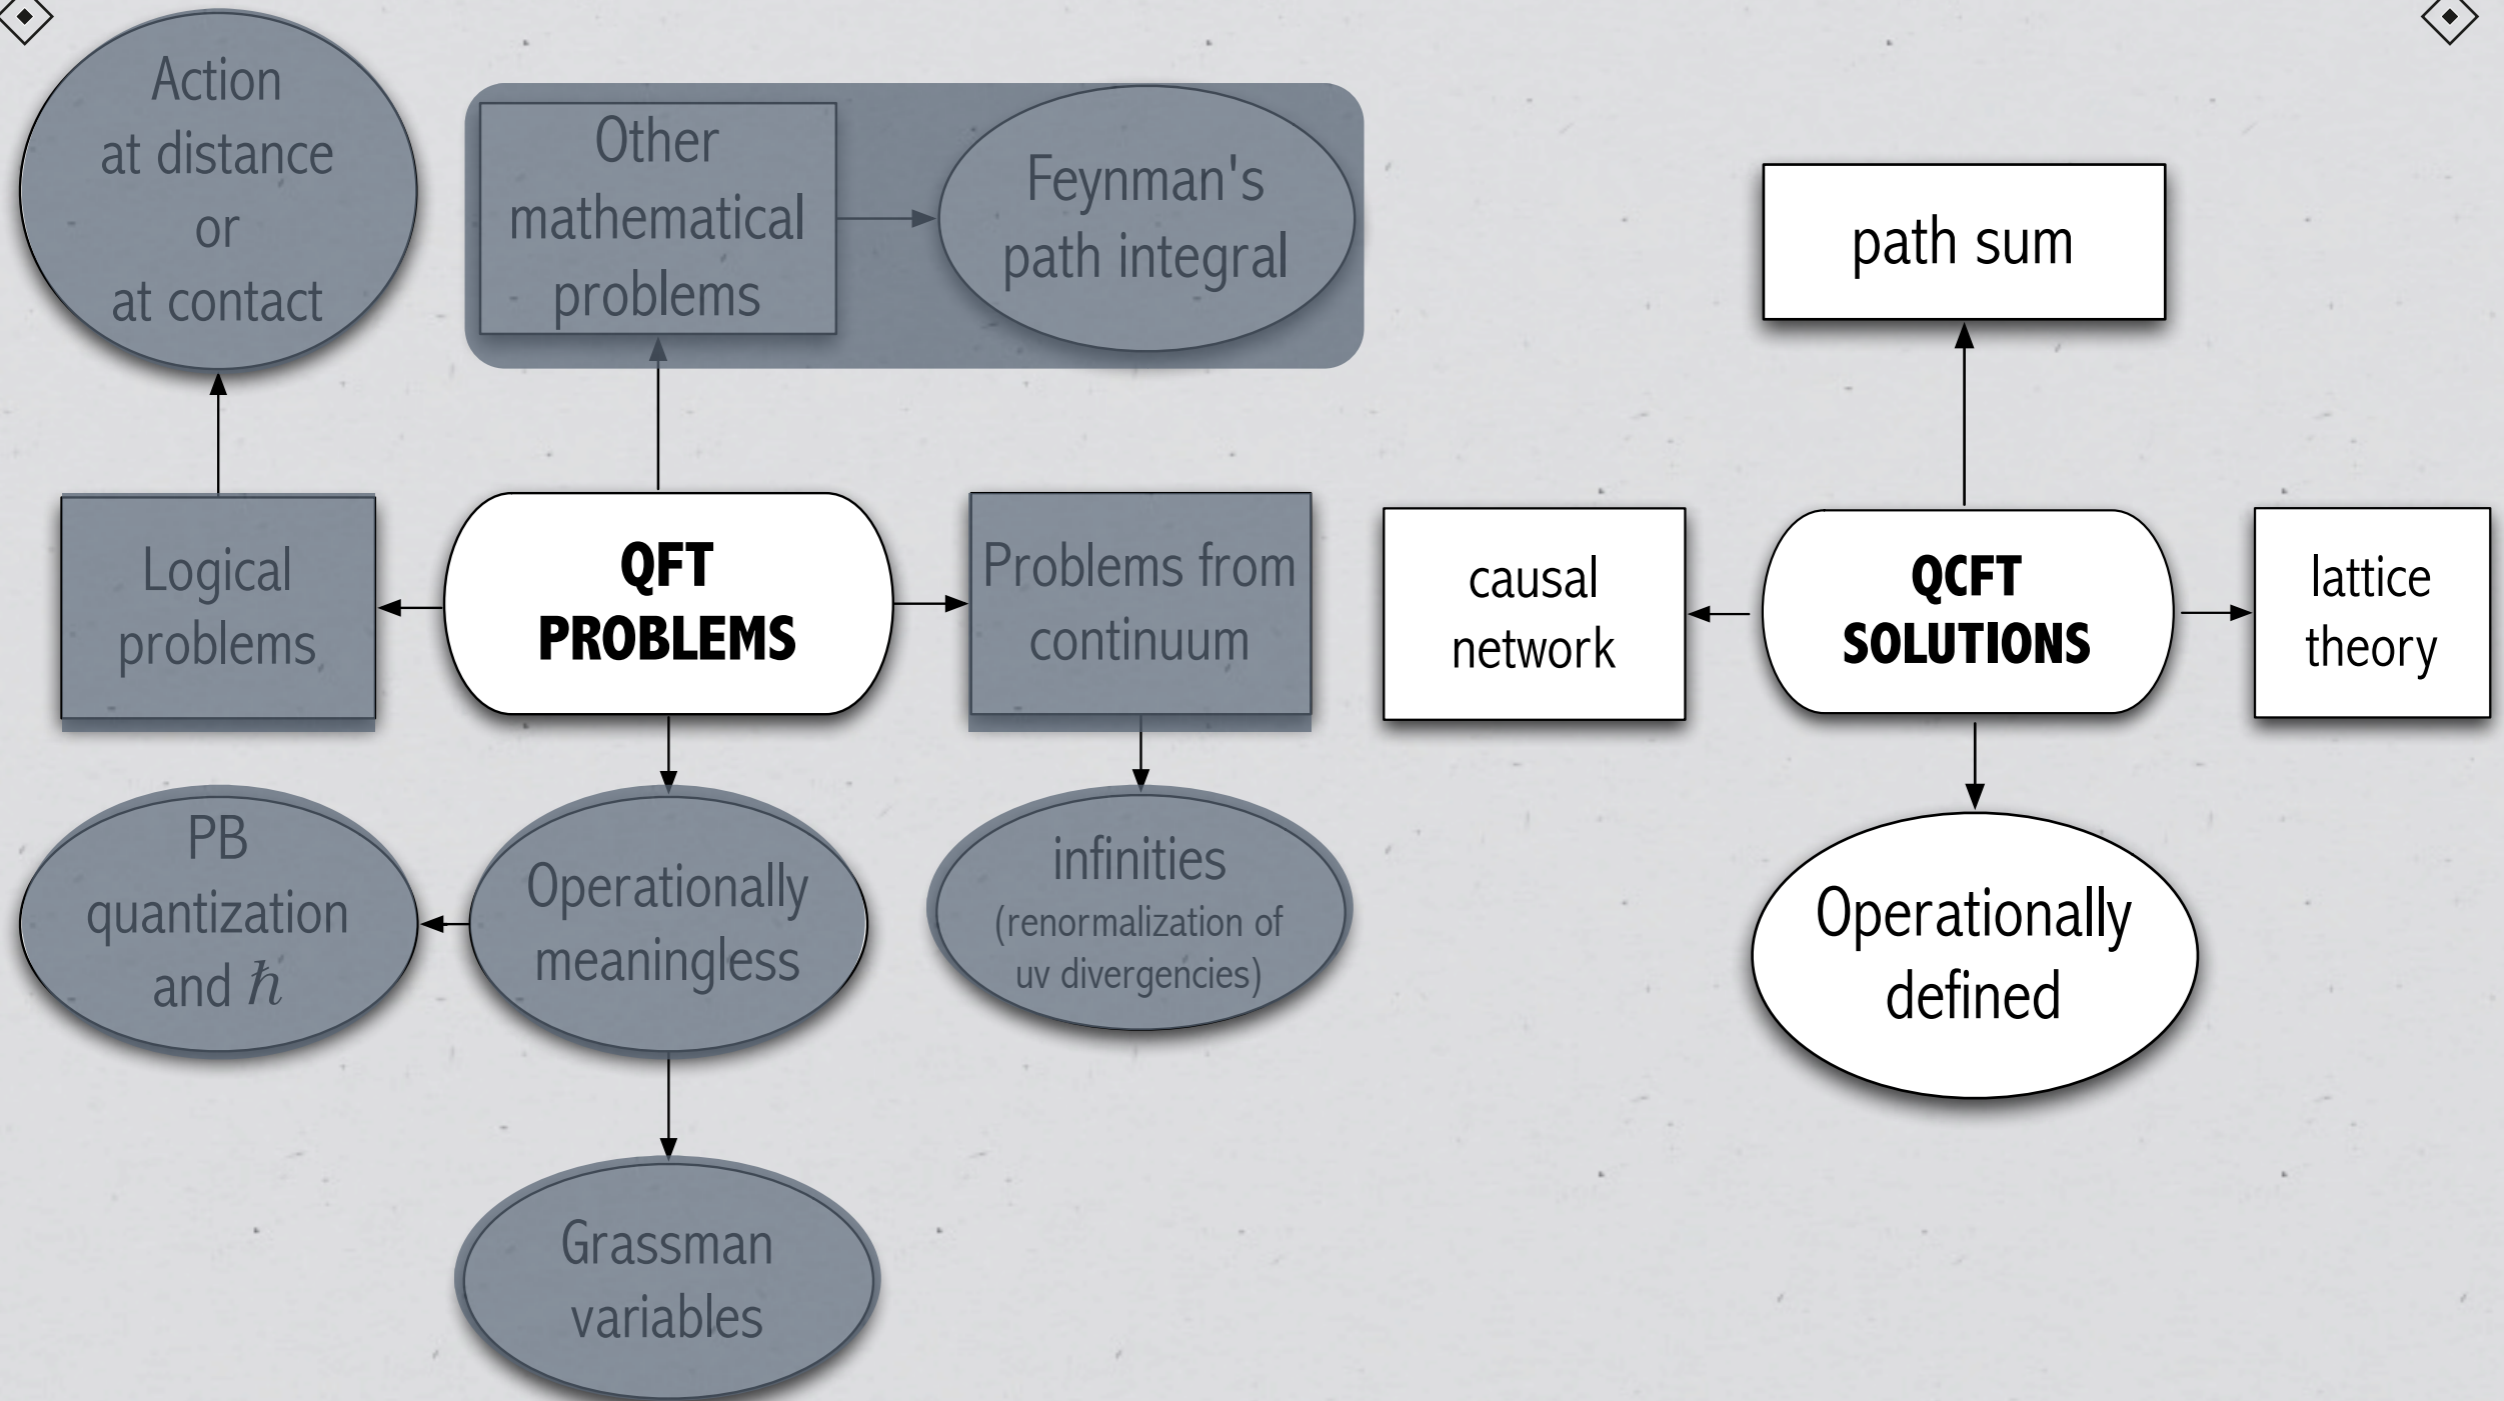 Action
at distance
or
at contact
Other
mathematical
problems
Feynman's
path integral
path sum
Logical
problems
QFT
PROBLEMS
Problems from
continuum
causal
network
QCFT
SOLUTIONS
lattice
theory
PB
quantization
and ℏ
Operationally
meaningless
infinities
(renormalization of
uv divergencies)
Operationally
defined
Grassman
variables